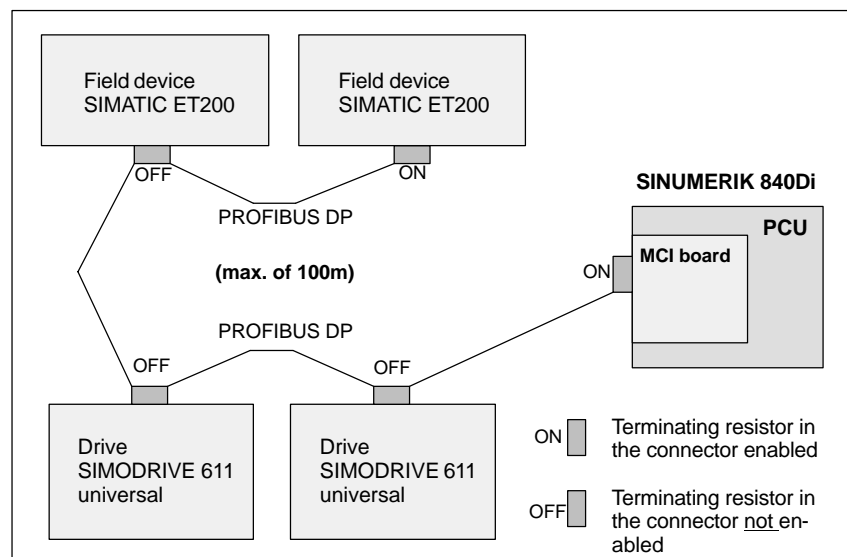 Field device
SIMATIC ET200
Field device
SIMATIC ET200
OFF
ON
PROFIBUS DP
SINUMERIK 840Di
PCU
MCI board
ON
(max. of 100m)
PROFIBUS DP
OFF
OFF
Drive
SIMODRIVE 611
universal
Drive
SIMODRIVE 611
universal
ON
Terminating resistor in
the connector enabled
OFF
Terminating resistor in
the connector not en-
abled